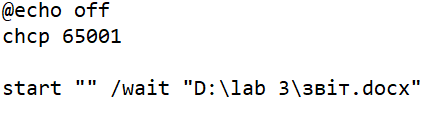 @echo off
chcp 65001
start "" /wait "D:\lab 3\звіт.docx"